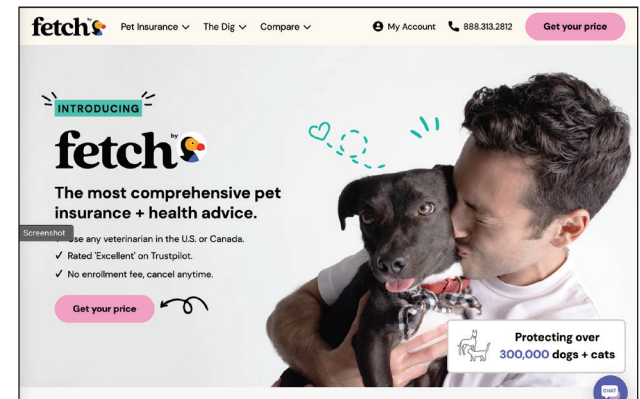 fetch by
Pet Insurance
The Dig
Compare
My Account
888.313.2812
Get your price
INTRODUCING
fetch by
The most comprehensive pet
insurance + health advice.
Screenshot
use any veterinarian in the U.S. or Canada.
Rated 'Excellent' on Trustpilot.
No enrollment fee, cancel anytime.
Get your price
Protecting over
300,000 dogs + cats
CHAT